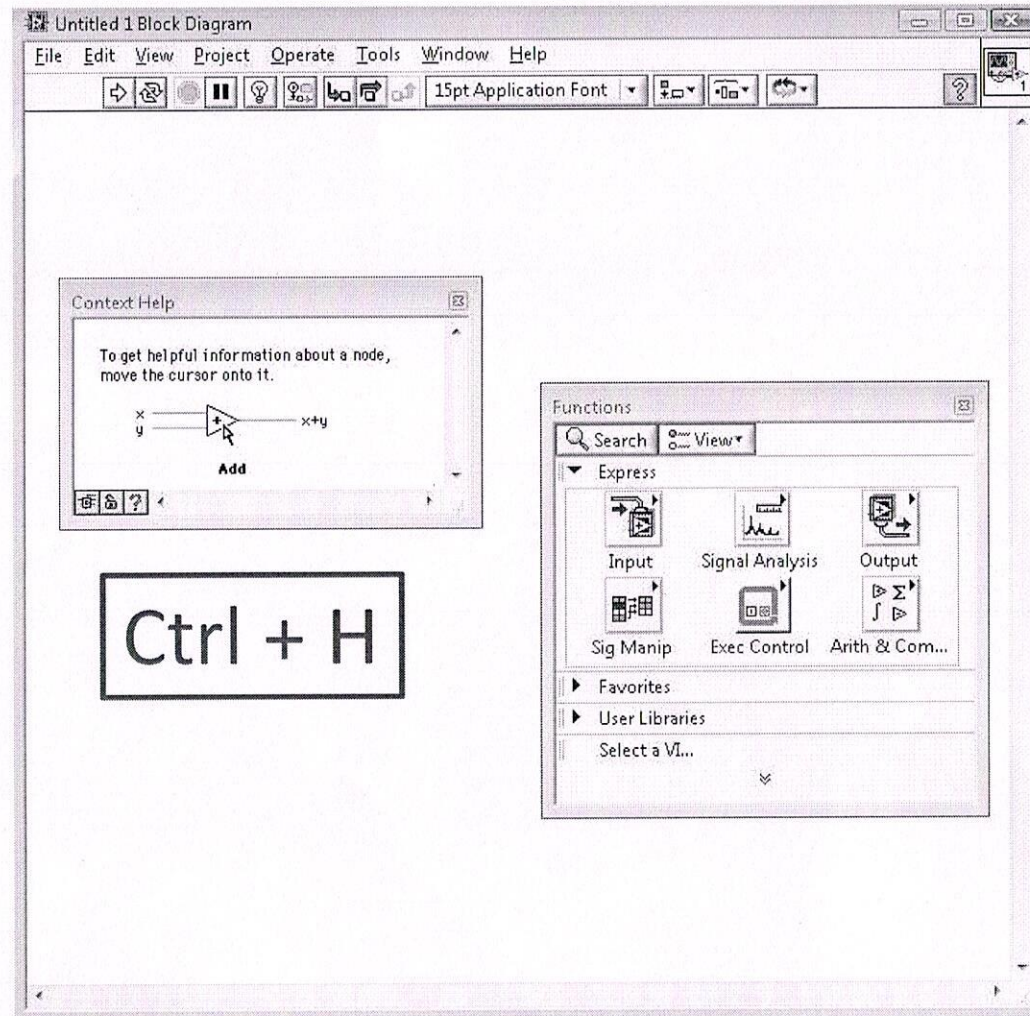 Untitled 1 Block Diagram
File Edit View Project Operate Tools Window Help
15pt Application Font
1
Context Help
To get helpful information about a node,
move the cursor onto it.
x
y
x+y
Add
Ctrl + H
Functions
Search View
Express
Input Signal Analysis Output
Sig Manip Exec Control Arith & Com...
Favorites
User Libraries
Select a VI...